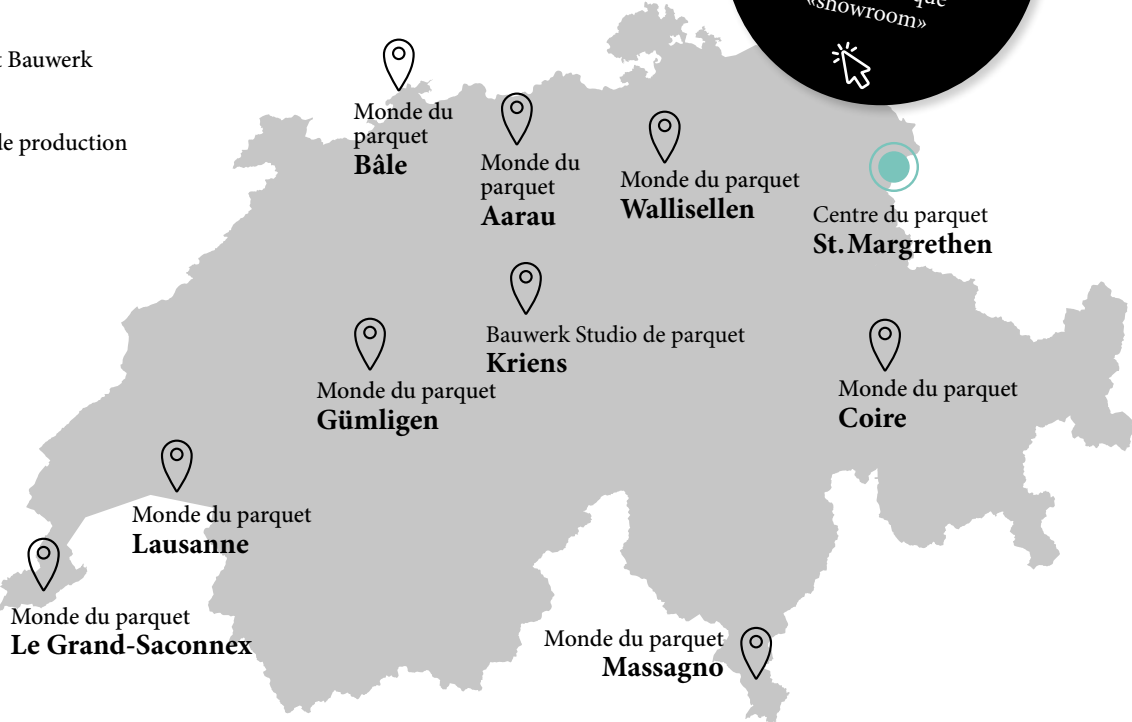 «showroom»
Bauwerk
de production
Monde du
parquet
Bâle
Monde du
parquet
Aarau
Monde du parquet
Wallisellen
Centre du parquet
St. Margrethen
Bauwerk Studio de parquet
Kriens
Monde du parquet
Gümligen
Monde du parquet
Coire
Monde du parquet
Lausanne
Monde du parquet
Le Grand-Saconnex
Monde du parquet
Massagno